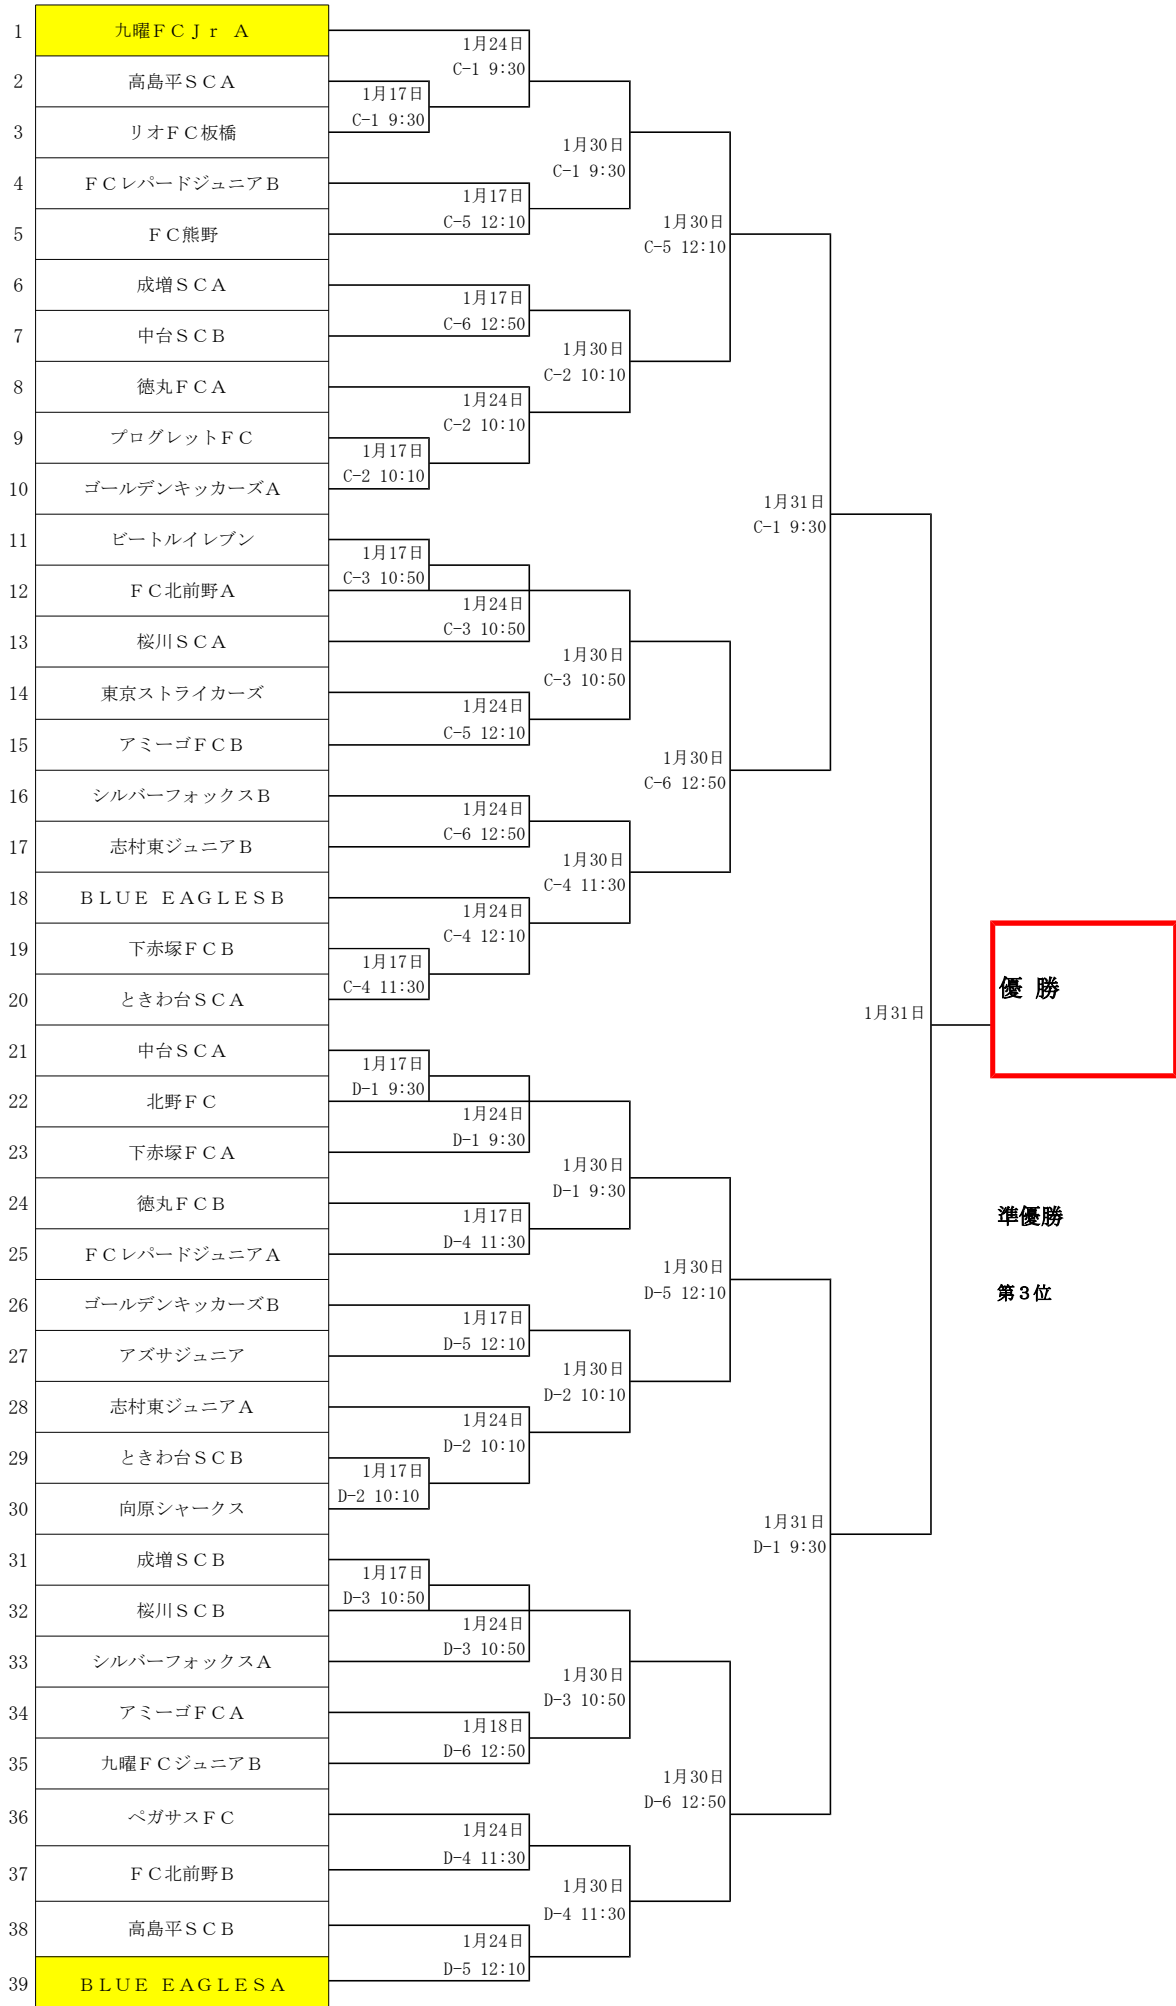 1 九曜ＦＣＪｒ Ａ
2 高島平ＳＣＡ
3 リオＦＣ板橋
4 ＦＣレパードジュニアＢ
5 ＦＣ熊野
6 成増ＳＣＡ
7 中台ＳＣＢ
8 徳丸ＦＣＡ
9 プログレットＦＣ
10 ゴールデンキッカーズＡ
11 ビートルイレブン
12 ＦＣ北前野Ａ
13 桜川ＳＣＡ
14 東京ストライカーズ
15 アミーゴＦＣＢ
16 シルバーフォックスＢ
17 志村東ジュニアＢ
18 ＢＬＵＥ ＥＡＧＬＥＳＢ
19 下赤塚ＦＣＢ
20 ときわ台ＳＣＡ
21 中台ＳＣＡ
22 北野ＦＣ
23 下赤塚ＦＣＡ
24 徳丸ＦＣＢ
25 ＦＣレパードジュニアＡ
26 ゴールデンキッカーズＢ
27 アズサジュニア
28 志村東ジュニアＡ
29 ときわ台ＳＣＢ
30 向原シャークス
31 成増ＳＣＢ
32 桜川ＳＣＢ
33 シルバーフォックスＡ
34 アミーゴＦＣＡ
35 九曜ＦＣジュニアＢ
36 ペガサスＦＣ
37 ＦＣ北前野Ｂ
38 高島平ＳＣＢ
39 ＢＬＵＥ ＥＡＧＬＥＳＡ
1月17日
C-1 9:30
1月17日
C-2 10:10
1月17日
C-3 10:50
1月17日
C-4 11:30
1月17日
D-1 9:30
1月17日
D-2 10:10
1月17日
D-3 10:50
1月24日
C-1 9:30
1月17日
C-5 12:10
1月17日
C-6 12:50
1月24日
C-2 10:10
1月24日
C-3 10:50
1月24日
C-5 12:10
1月24日
C-6 12:50
1月24日
C-4 12:10
1月24日
D-1 9:30
1月17日
D-4 11:30
1月17日
D-5 12:10
1月24日
D-2 10:10
1月24日
D-3 10:50
1月18日
D-6 12:50
1月24日
D-4 11:30
1月24日
D-5 12:10
1月30日
C-1 9:30
1月30日
C-2 10:10
1月30日
C-3 10:50
1月30日
C-4 11:30
1月30日
D-1 9:30
1月30日
D-2 10:10
1月30日
D-3 10:50
1月30日
D-4 11:30
1月30日
C-5 12:10
1月30日
C-6 12:50
1月30日
D-5 12:10
1月30日
D-6 12:50
1月31日
C-1 9:30
1月31日
D-1 9:30
1月31日
優 勝
準優勝
第３位